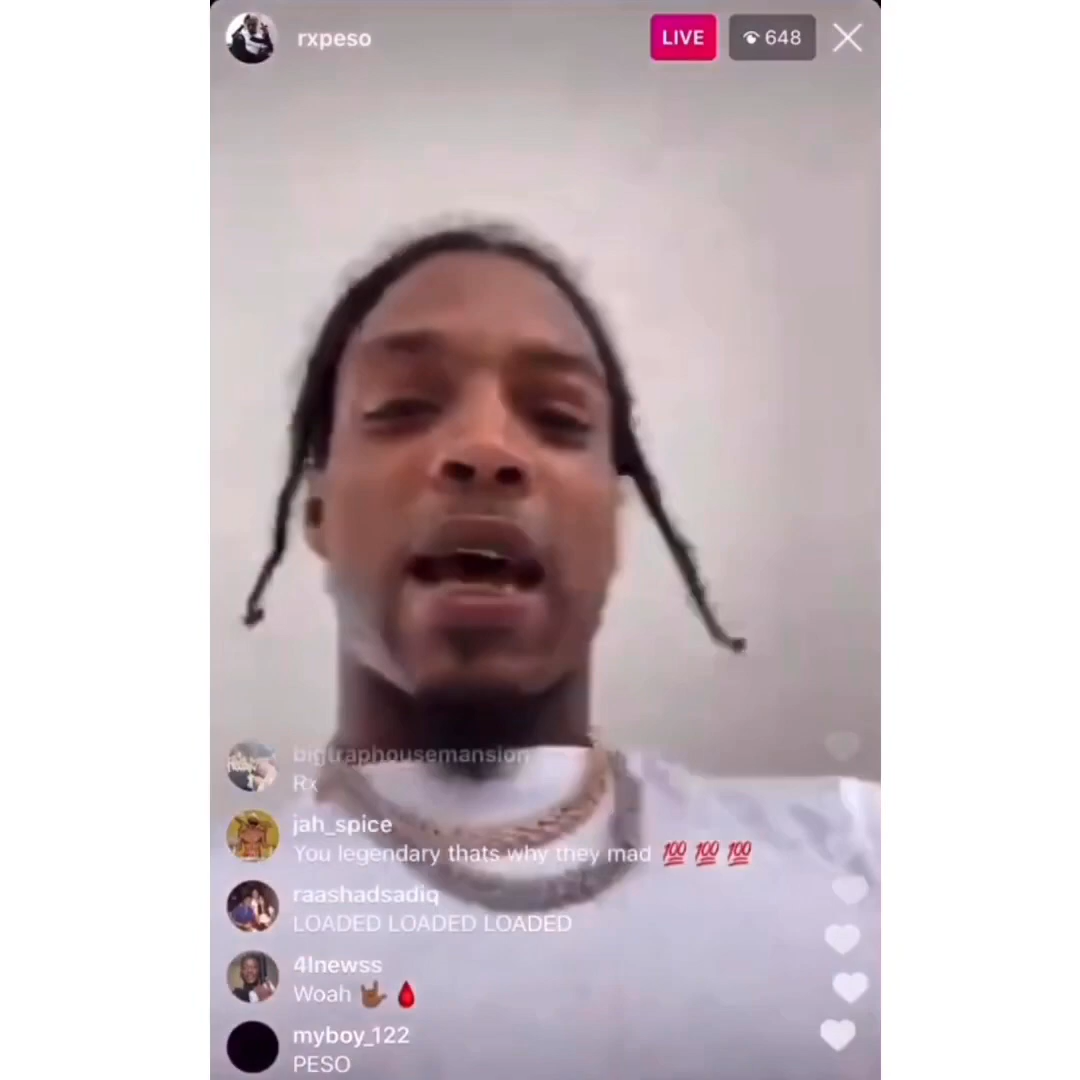 rxpeso
LIVE
648
bigtraphousemansion
Rx
jah_spice
You legendary thats why they mad 💯 💯 💯
raashadsadiq
LOADED LOADED LOADED
4lnewss
Woah 🤟🏾 🩸
myboy_122
PESO